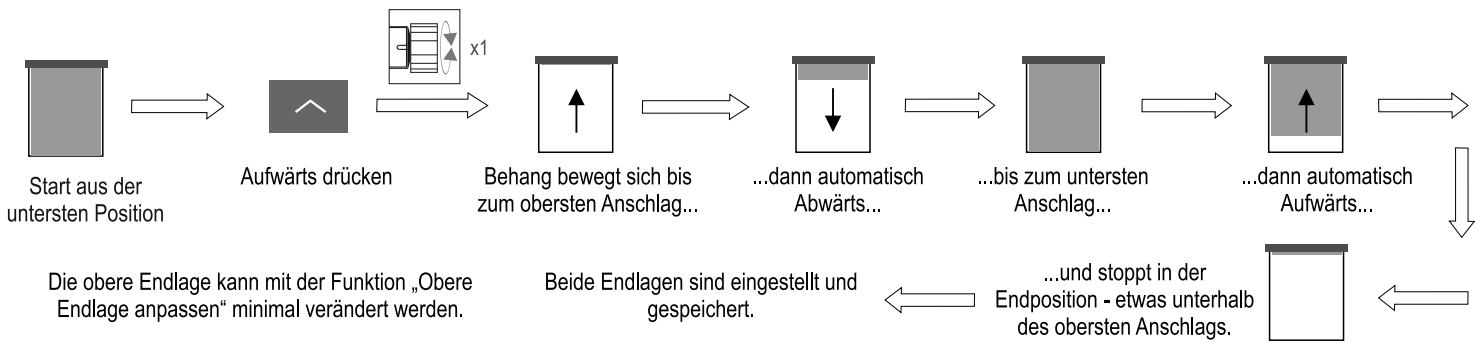 x1
Start aus der
untersten Position
Aufwärts drücken
Behang bewegt sich bis
zum obersten Anschlag...
...dann automatisch
Abwärts...
...bis zum untersten
Anschlag...
...dann automatisch
Aufwärts...
...und stoppt in der
Endposition - etwas unterhalb
des obersten Anschlags.
Beide Endlagen sind eingestellt und
gespeichert.
Die obere Endlage kann mit der Funktion „Obere
Endlage anpassen“ minimal verändert werden.